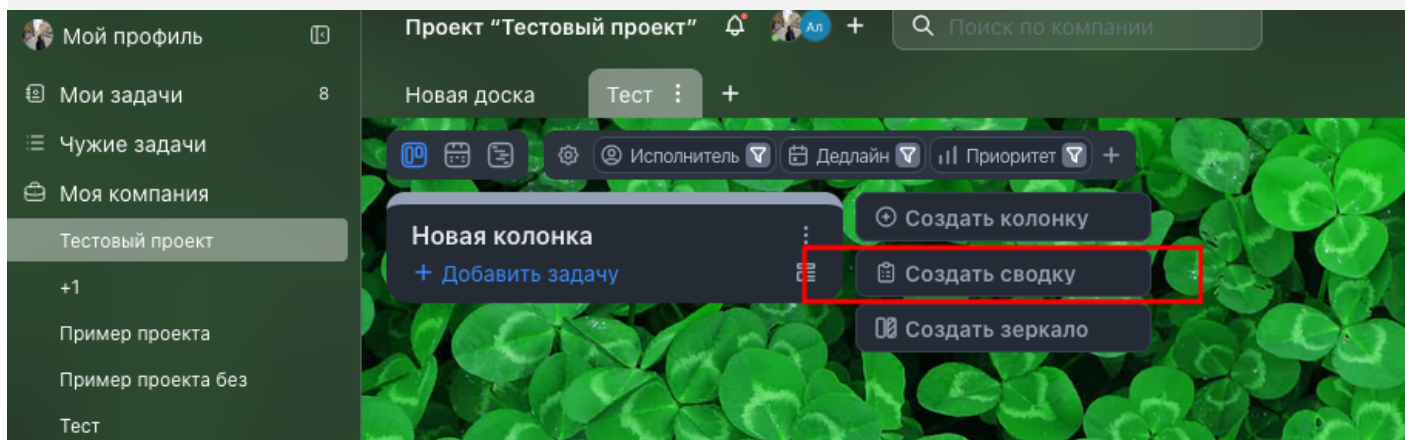 Мой профиль
Проект “Тестовый проект”
Ал
+
Поиск по компании
Мои задачи
8
Новая доска
Тест
+
Чужие задачи
Исполнитель
Дедлайн
Приоритет
+
Моя компания
Тестовый проект
+1
Пример проекта
Пример проекта без
Тест
Новая колонка
+ Добавить задачу
Создать колонку
Создать сводку
Создать зеркало